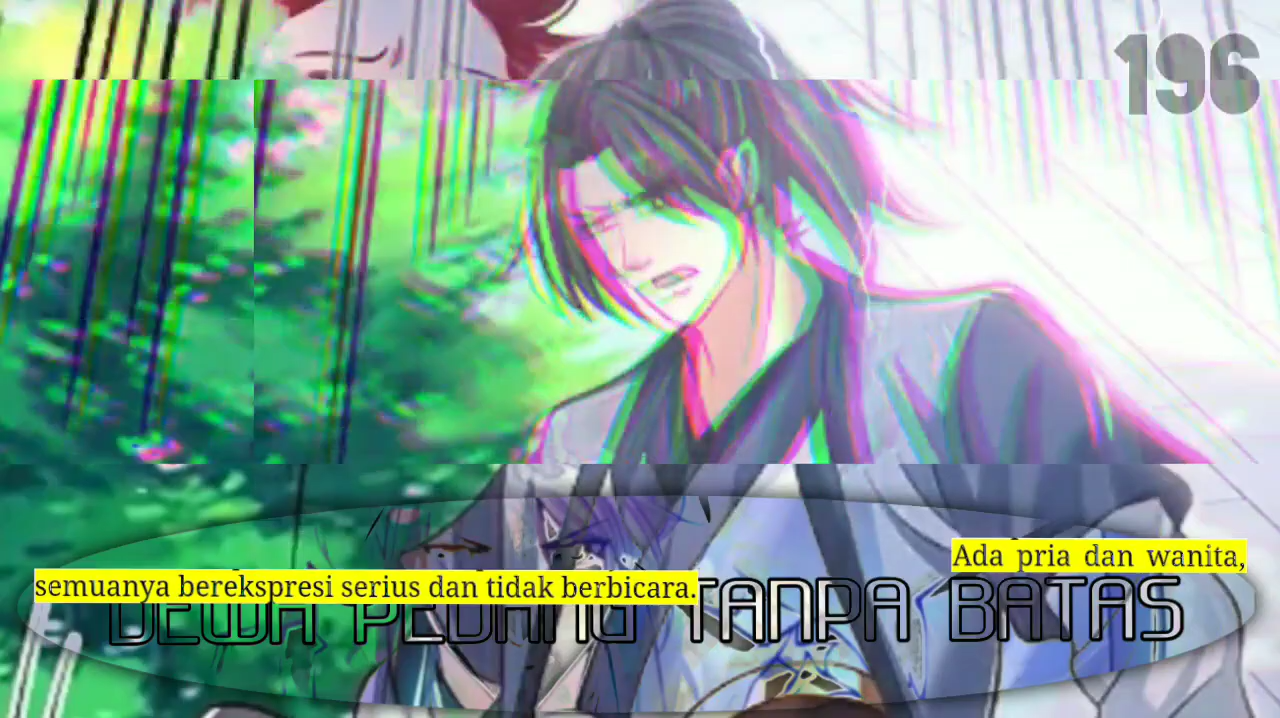 196
Ada pria dan wanita,
semuanya berekspresi serius dan tidak berbicara.
DEWA PEDANG TANPA BATAS